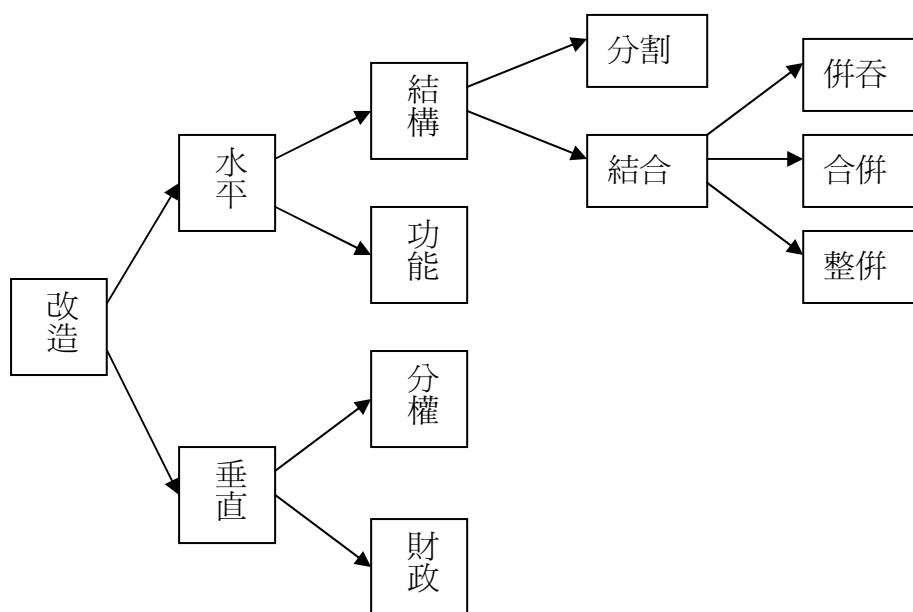 改造
水平
垂直
結構
功能
分權
財政
分割
結合
併吞
合併
整併